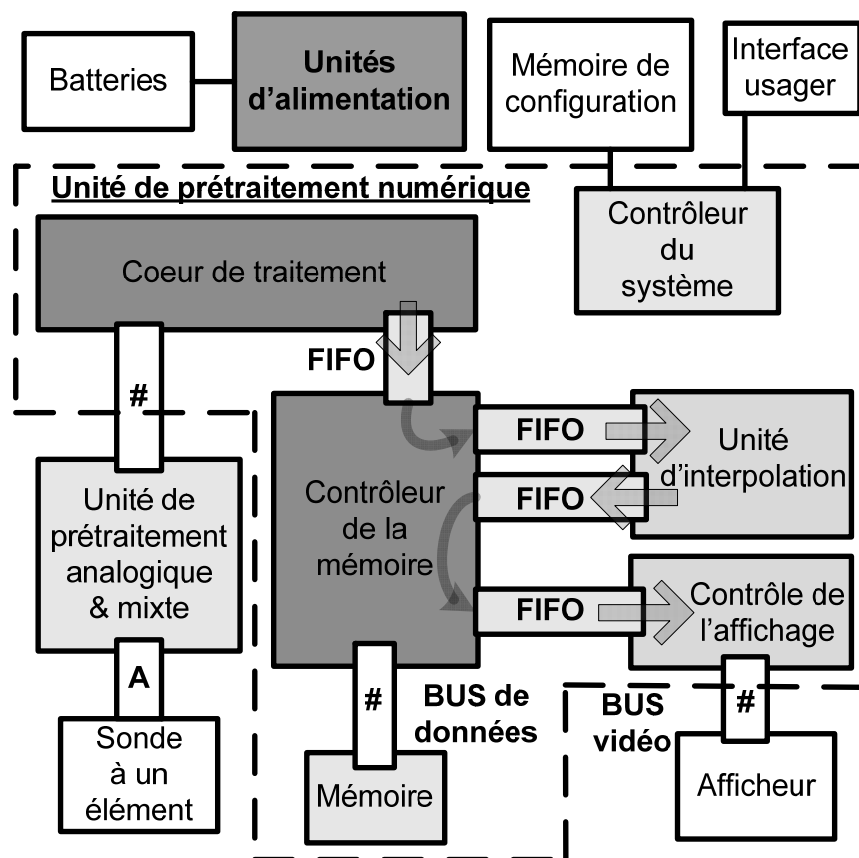 Batteries
Unités
d'alimentation
Mémoire de
configuration
Interface
usager
Unité de prétraitement numérique
Contrôleur
du
système
Coeur de traitement
FIFO
#
FIFO
Unité
d'interpolation
FIFO
Contrôleur
de la
mémoire
Unité de
prétraitement
analogique
& mixte
FIFO
Contrôle de
l'affichage
A
#
BUS de
données
BUS
vidéo
#
Sonde
à un
élément
Mémoire
Afficheur